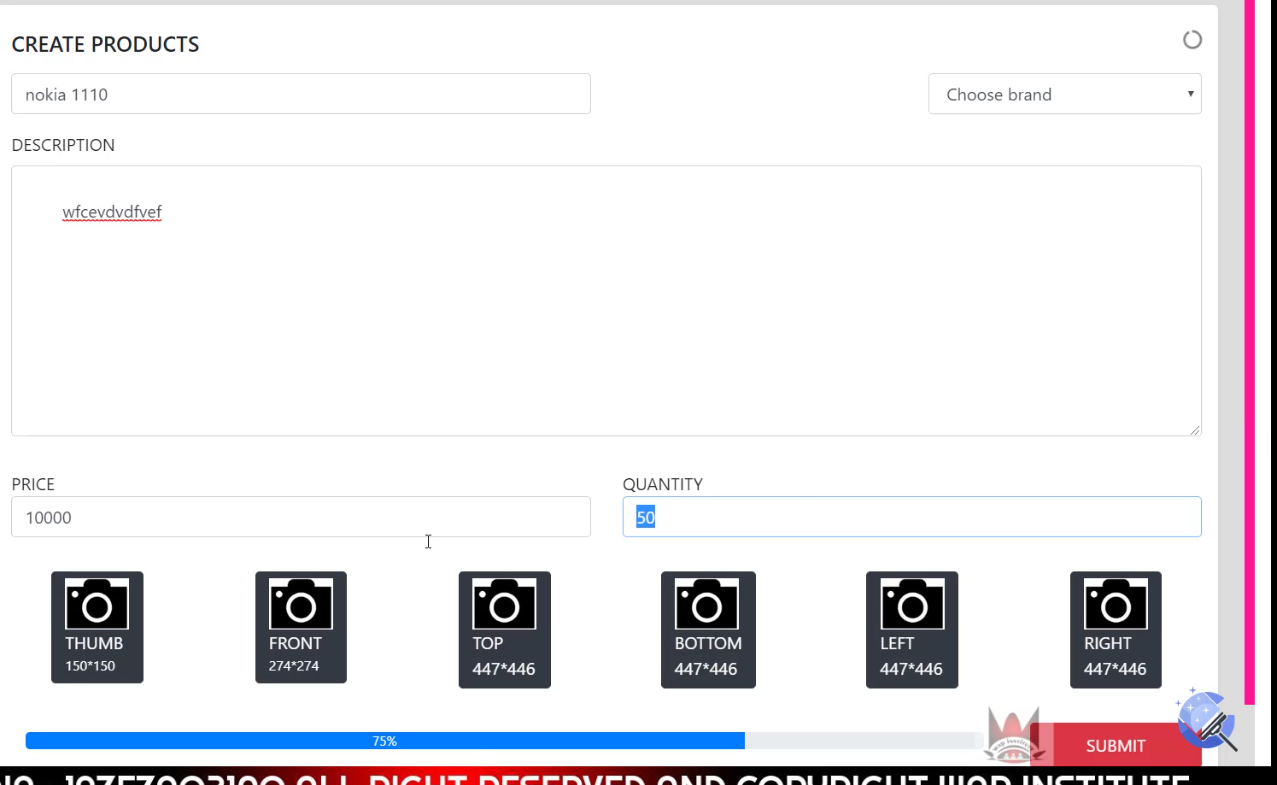 CREATE PRODUCTS
nokia 1110
Choose brand
DESCRIPTION
wfcevdvdfvef
PRICE
QUANTITY
10000
50
THUMB
150*150
FRONT
274*274
TOP
447*446
BOTTOM
447*446
LEFT
447*446
RIGHT
447*446
75%
SUBMIT
ALL RIGHT RESERVED AND COPYRIGHT WAP INSTITUTE